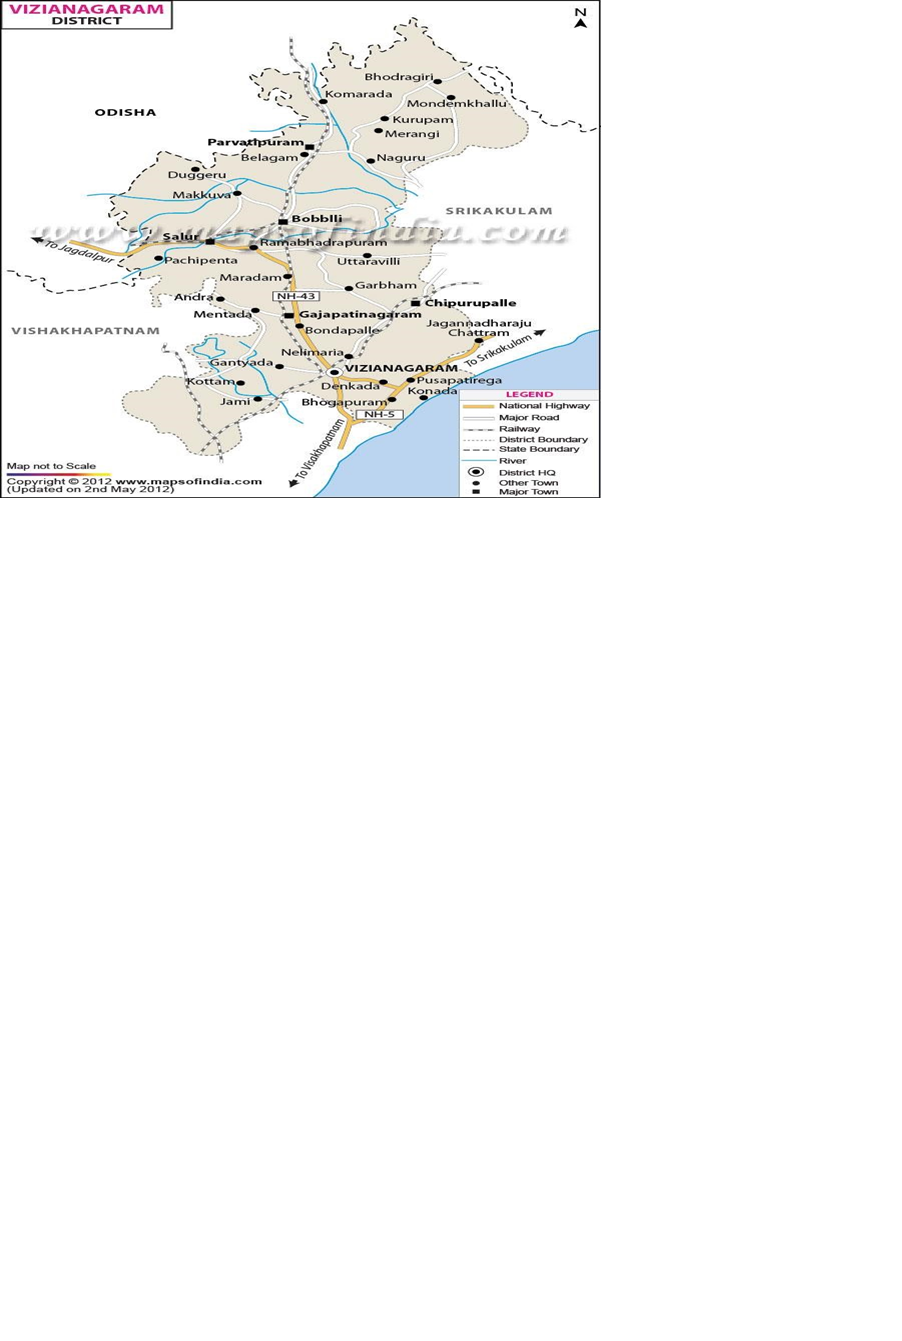 VIZIANAGARAM
DISTRICT
N
Bhodragiri
Komarada
Mondemkhallu
ODISHA
Kurupam
Merangi
Parvatipuram
Belagam
Naguru
Duggeru
Makkuva
SRIKAKULAM
Bobblli
www.mapsofindia.com
Salur
Ramabhadrapuram
To Jagdalpur
Pachipenta
Uttaravilli
Maradam
Garbham
Andra
NH-43
Chipurupalle
Mentada
Gajapatinagaram
VISHAKHAPATNAM
Bondapalle
Jagannadharaju
Chattram
Nelimaria
To Srikakulam
Gantyada
VIZIANAGARAM
Kottam
Denkada
Pusapatirega
Konada
Jami
Bhogapuram
NH-5
To Visakhapatnam
LEGEND
National Highway
Major Road
Railway
District Boundary
State Boundary
River
District HQ
Other Town
Major Town
Map not to Scale
Copyright © 2012 www.mapsofindia.com
(Updated on 2nd May 2012)